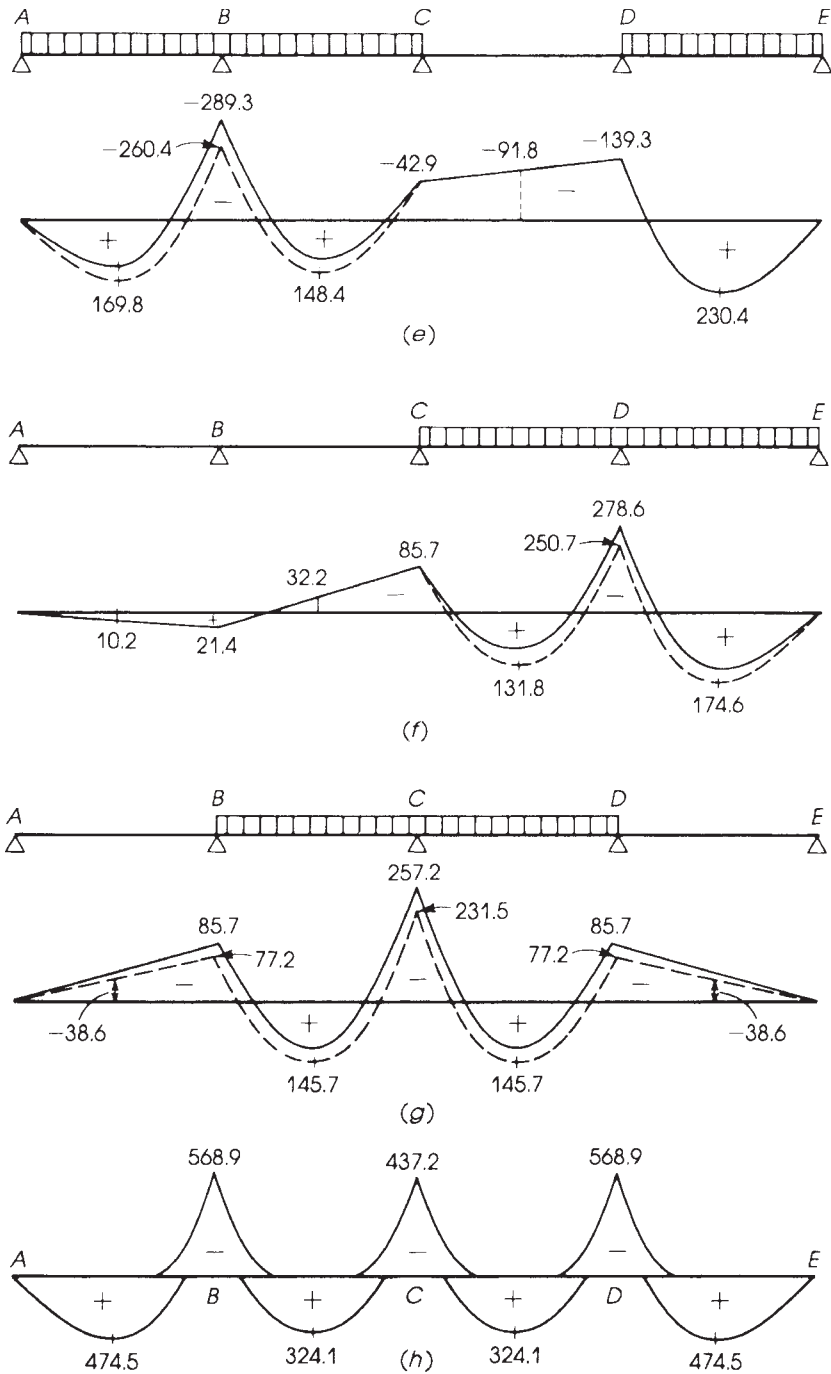 A B C D E
−289.3
−260.4
−42.9 −91.8 −139.3
−
−
+ + +
169.8 148.4 230.4
(e)
A B C D E
278.6
250.7
85.7
32.2
− −
+ + + +
10.2 21.4 131.8 174.6
(f)
A B C D E
257.2
231.5
85.7 77.2 77.2 85.7
− − −
−38.6 + + −38.6
145.7 145.7
(g)
568.9 437.2 568.9
− − −
A E
+ B + C + D +
474.5 324.1 324.1 474.5
(h)